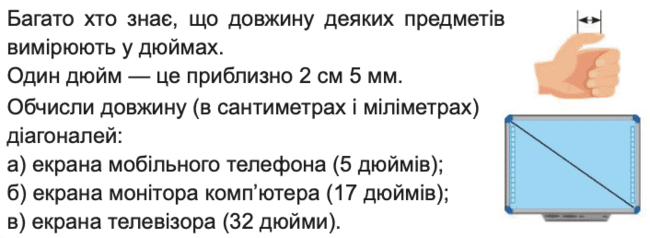 Багато хто знає, що довжину деяких предметів
вимірюють у дюймах.
Один дюйм — це приблизно 2 см 5 мм.
Обчисли довжину (в сантиметрах і міліметрах)
діагоналей:
а) екрана мобільного телефона (5 дюймів);
б) екрана монітора комп’ютера (17 дюймів);
в) екрана телевізора (32 дюйми).